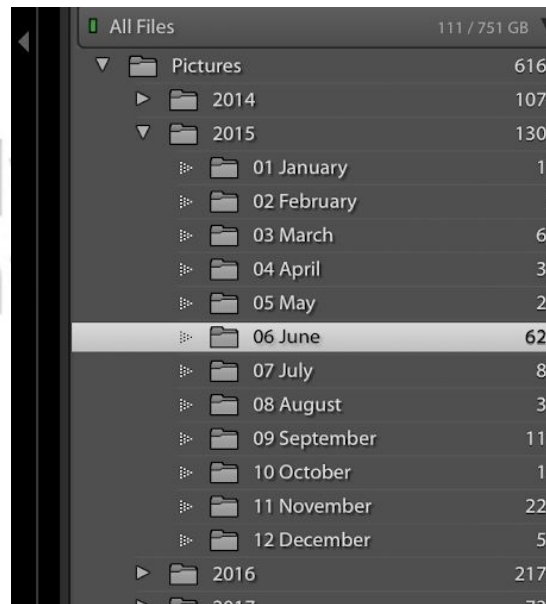 All Files 111 / 751 GB
Pictures 616
2014 107
2015 130
01 January 1
02 February
03 March 6
04 April 3
05 May 2
06 June 62
07 July 8
08 August 3
09 September 11
10 October 1
11 November 22
12 December 5
2016 217